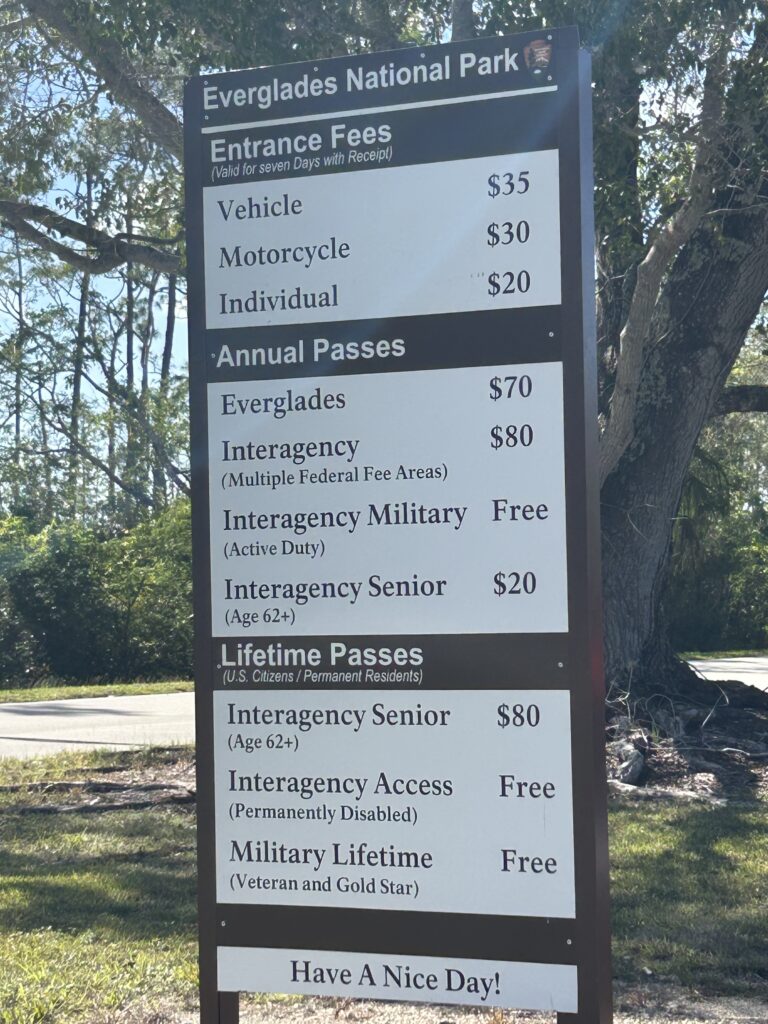 Everglades National Park
Entrance Fees
(Valid for seven Days with Receipt)
Vehicle $35
Motorcycle $30
Individual $20
Annual Passes
Everglades $70
Interagency $80
(Multiple Federal Fee Areas)
Interagency Military Free
(Active Duty)
Interagency Senior $20
(Age 62+)
Lifetime Passes
(U.S. Citizens / Permanent Residents)
Interagency Senior $80
(Age 62+)
Interagency Access Free
(Permanently Disabled)
Military Lifetime Free
(Veteran and Gold Star)
Have A Nice Day!